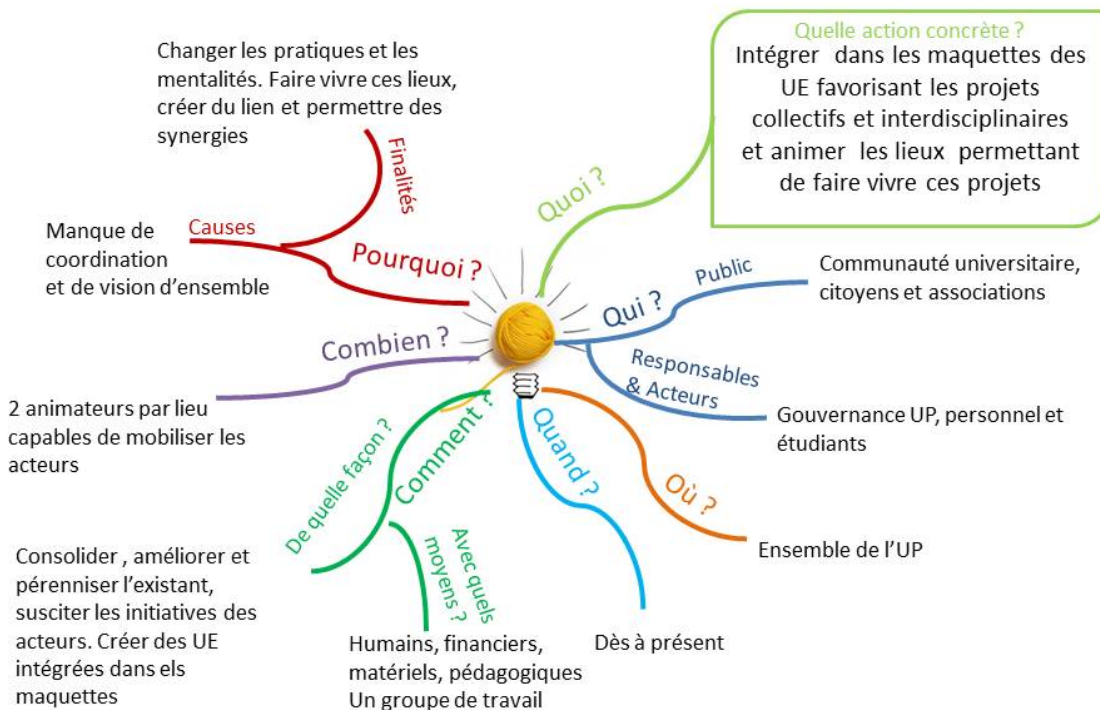 Quelle action concrète ?
Intégrer dans les maquettes des
UE favorisant les projets
collectifs et interdisciplinaires
et animer les lieux permettant
de faire vivre ces projets
Quoi ?
Changer les pratiques et les
mentalités. Faire vivre ces lieux,
créer du lien et permettre des
synergies
Finalités
Causes
Manque de
coordination
et de vision d’ensemble
Pourquoi ?
Public
Communauté universitaire,
citoyens et associations
Qui ?
Responsables
& Acteurs
Gouvernance UP, personnel et
étudiants
Combien ?
2 animateurs par lieu
capables de mobiliser les
acteurs
Comment ?
De quelle façon ?
Consolider , améliorer et
pérenniser l’existant,
susciter les initiatives des
acteurs. Créer des UE
intégrées dans els
maquettes
Avec quels
moyens ?
Humains, financiers,
matériels, pédagogiques
Un groupe de travail
Quand ?
Dès à présent
Où ?
Ensemble de l’UP